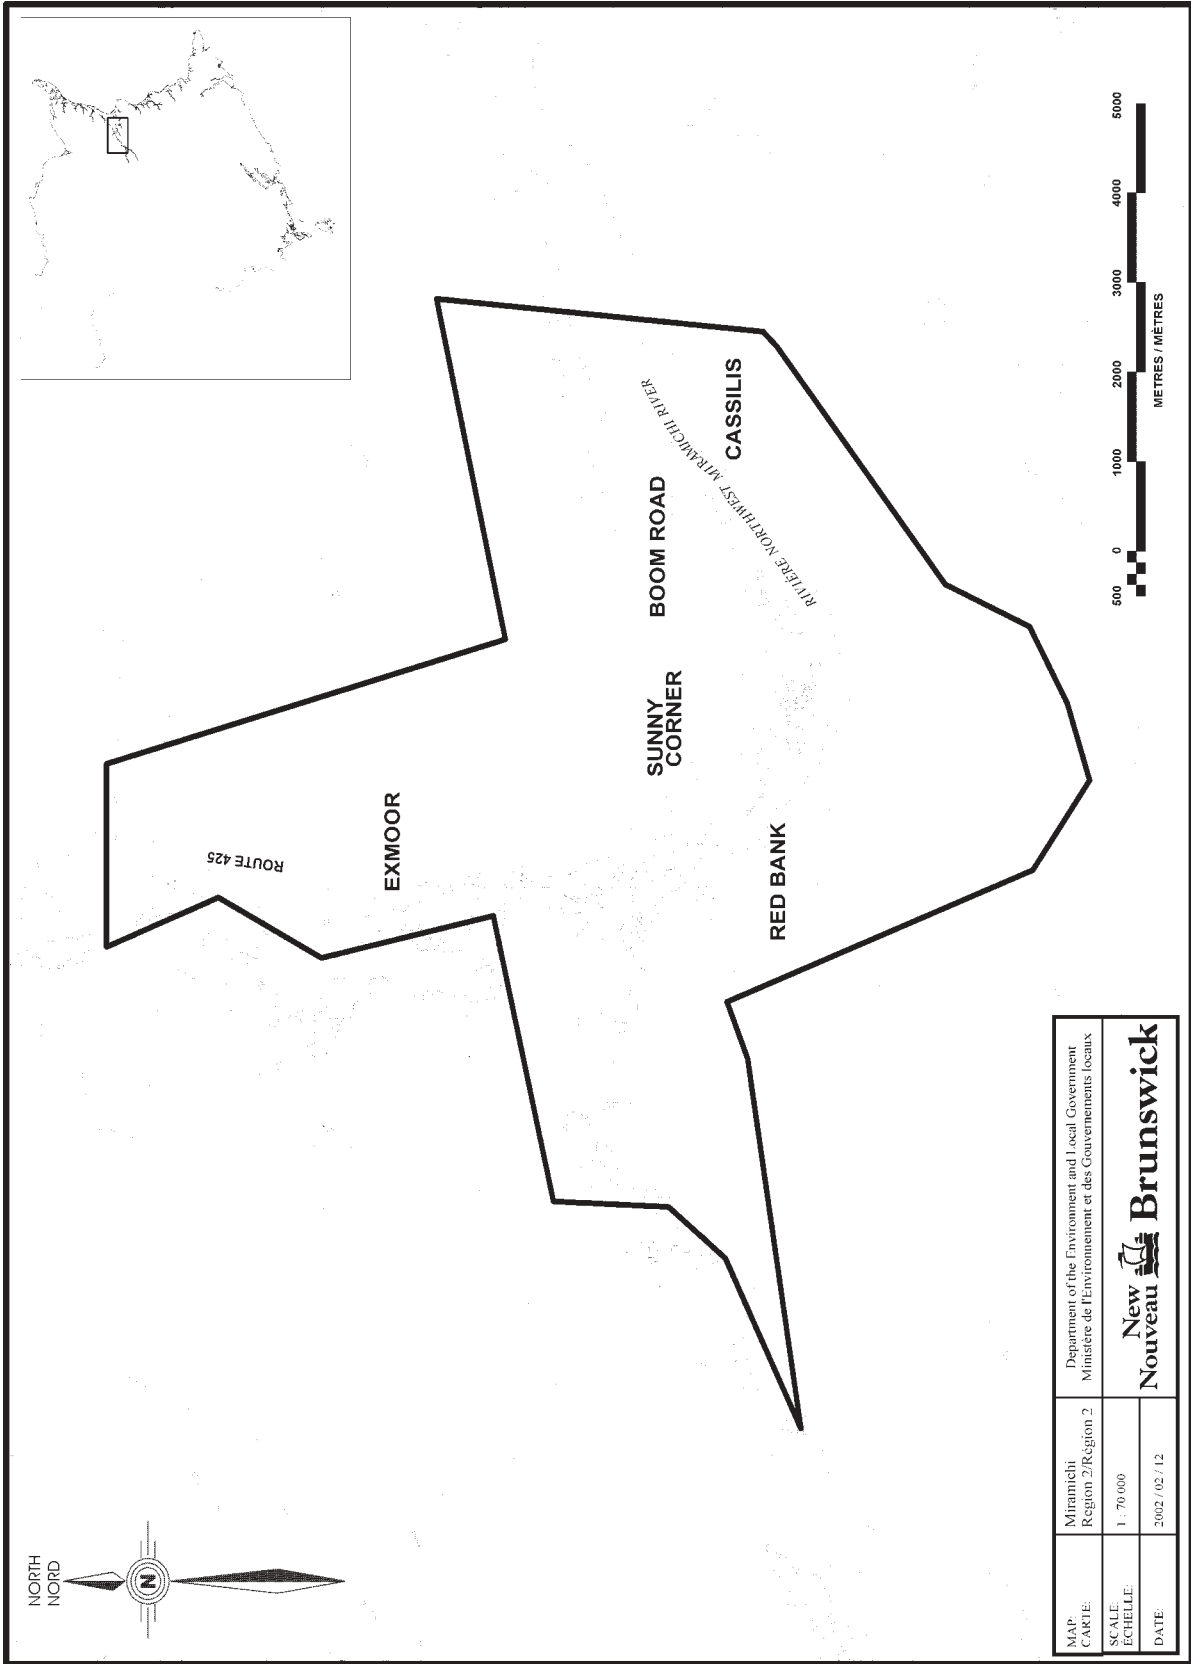 NORTH
NORD
N
ROUTE 425
EXMOOR
SUNNY
CORNER
BOOM ROAD
RIVIÈRE NORTHWEST MIRAMICHI RIVER
CASSILIS
RED BANK
MAP:
CARTE:
Miramichi
Region 2/Région 2
Department of the Environment and Local Government
Ministère de l'Environnement et des Gouvernements locaux
SCALE:
ÉCHELLE:
1 : 70 000
DATE:
2002 / 02 / 12
New
Nouveau Brunswick
500 0 1000 2000 3000 4000 5000
METRES / MÈTRES